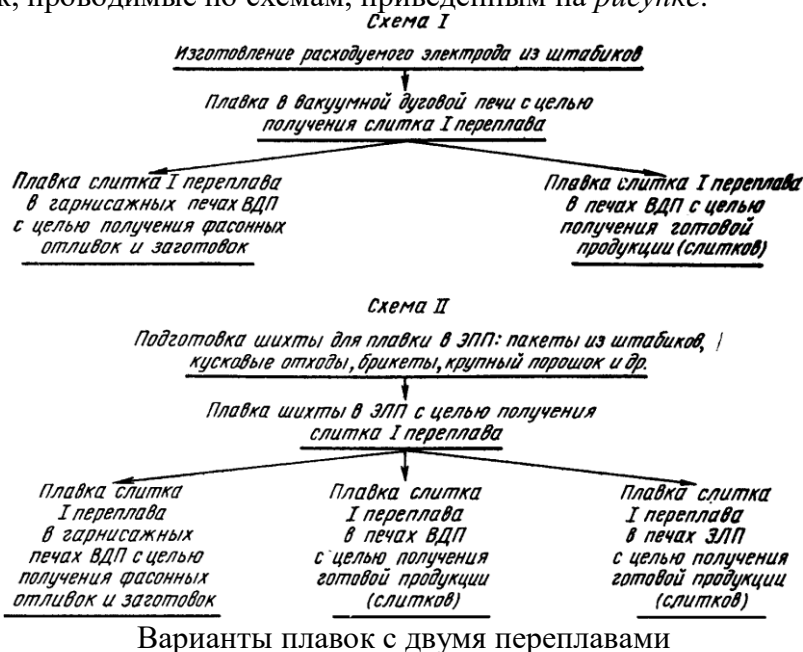 к, проводимые по схемам, приведенным на рисунке.
Схема I
Изготовление расходуемого электрода из штабиков
Плавка в вакуумной дуговой печи с целью
получения слитка I переплава
Плавка слитка I переплава
в гарнисажных печах ВДП
с целью получения фасонных
отливок и заготовок
Плавка слитка I переплава
в печах ВДП с целью
получения готовой
продукции (слитков)
Схема II
Подготовка шихты для плавки в ЭПП: пакеты из штабиков,
кусковые отходы, брикеты, крупный порошок и др.
Плавка шихты в ЭЛП с целью получения
слитка I переплава
Плавка слитка
I переплава
в гарнисажных
печах ВДП с целью
получения фасонных
отливок и заготовок
Плавка слитка
I переплава
в печах ВДП
с целью получения
готовой продукции
(слитков)
Плавка слитка
I переплава
в печах ЭЛП
с целью получения
готовой продукции
(слитков)
Варианты плавок с двумя переплавами